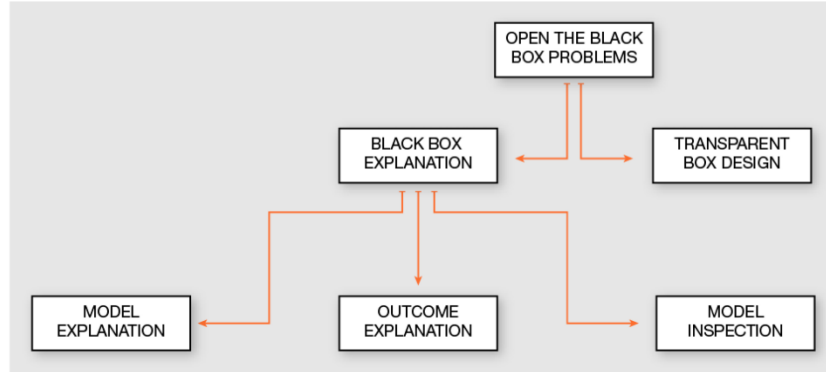 OPEN THE BLACK
BOX PROBLEMS
BLACK BOX
EXPLANATION
TRANSPARENT
BOX DESIGN
MODEL
EXPLANATION
OUTCOME
EXPLANATION
MODEL
INSPECTION